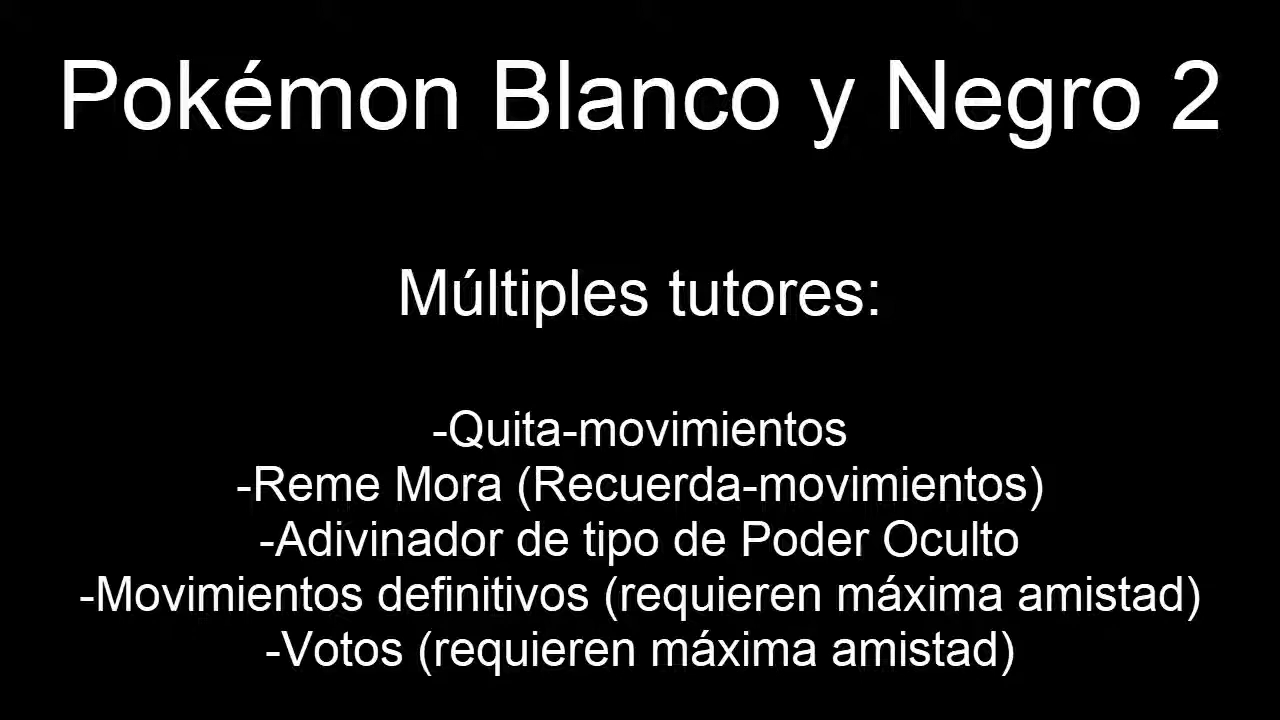 Pokémon Blanco y Negro 2
Múltiples tutores:
-Quita-movimientos
-Reme Mora (Recuerda-movimientos)
-Adivinador de tipo de Poder Oculto
-Movimientos definitivos (requieren máxima amistad)
-Votos (requieren máxima amistad)